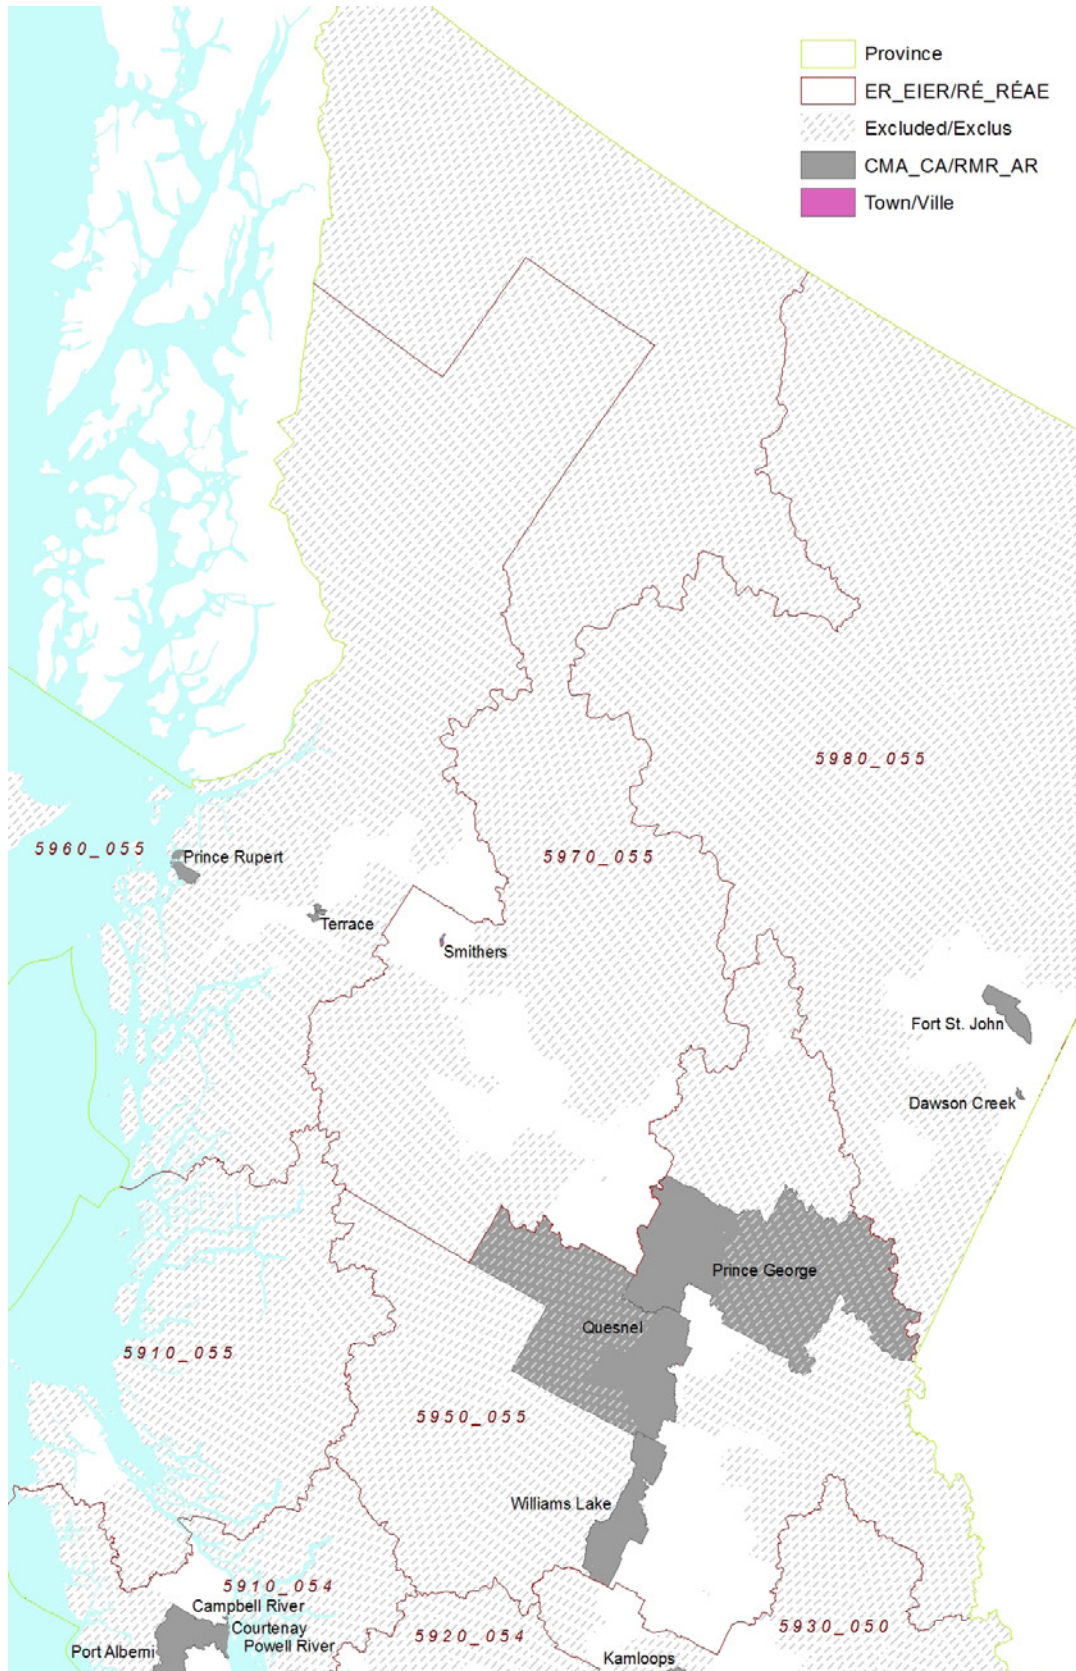 Province
ER_EIER/RÉ_RÉAE
Excluded/Exclus
CMA_CA/RMR_AR
Town/Ville
5980_055
5960_055
Prince Rupert
5970_055
Terrace
Smithers
Fort St. John
Dawson Creek
Prince George
Quesnel
5910_055
5950_055
Williams Lake
5910_054
Campbell River
Courtenay
Powell River
Port Alberni
5920_054
5930_050
Kamloops